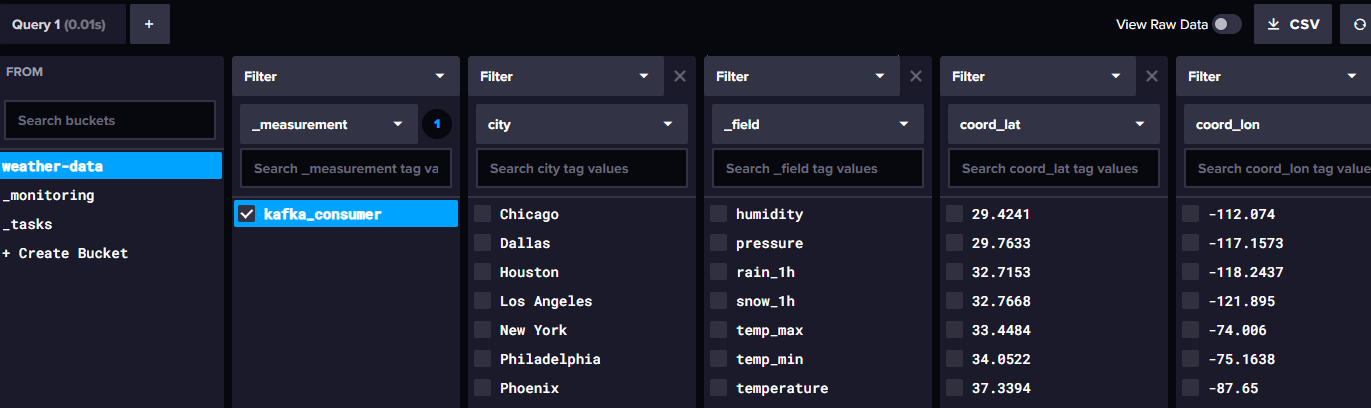 Query 1 (0.01s)
+
View Raw Data
CSV
FROM
Search buckets
weather-data
_monitoring
_tasks
+ Create Bucket
Filter
_measurement
1
Search _measurement tag va
kafka_consumer
Filter
city
Search city tag values
Chicago
Dallas
Houston
Los Angeles
New York
Philadelphia
Phoenix
Filter
_field
Search _field tag values
humidity
pressure
rain_1h
snow_1h
temp_max
temp_min
temperature
Filter
coord_lat
Search coord_lat tag values
29.4241
29.7633
32.7153
32.7668
33.4484
34.0522
37.3394
Filter
coord_lon
Search coord_lon tag value
-112.074
-117.1573
-118.2437
-121.895
-74.006
-75.1638
-87.65